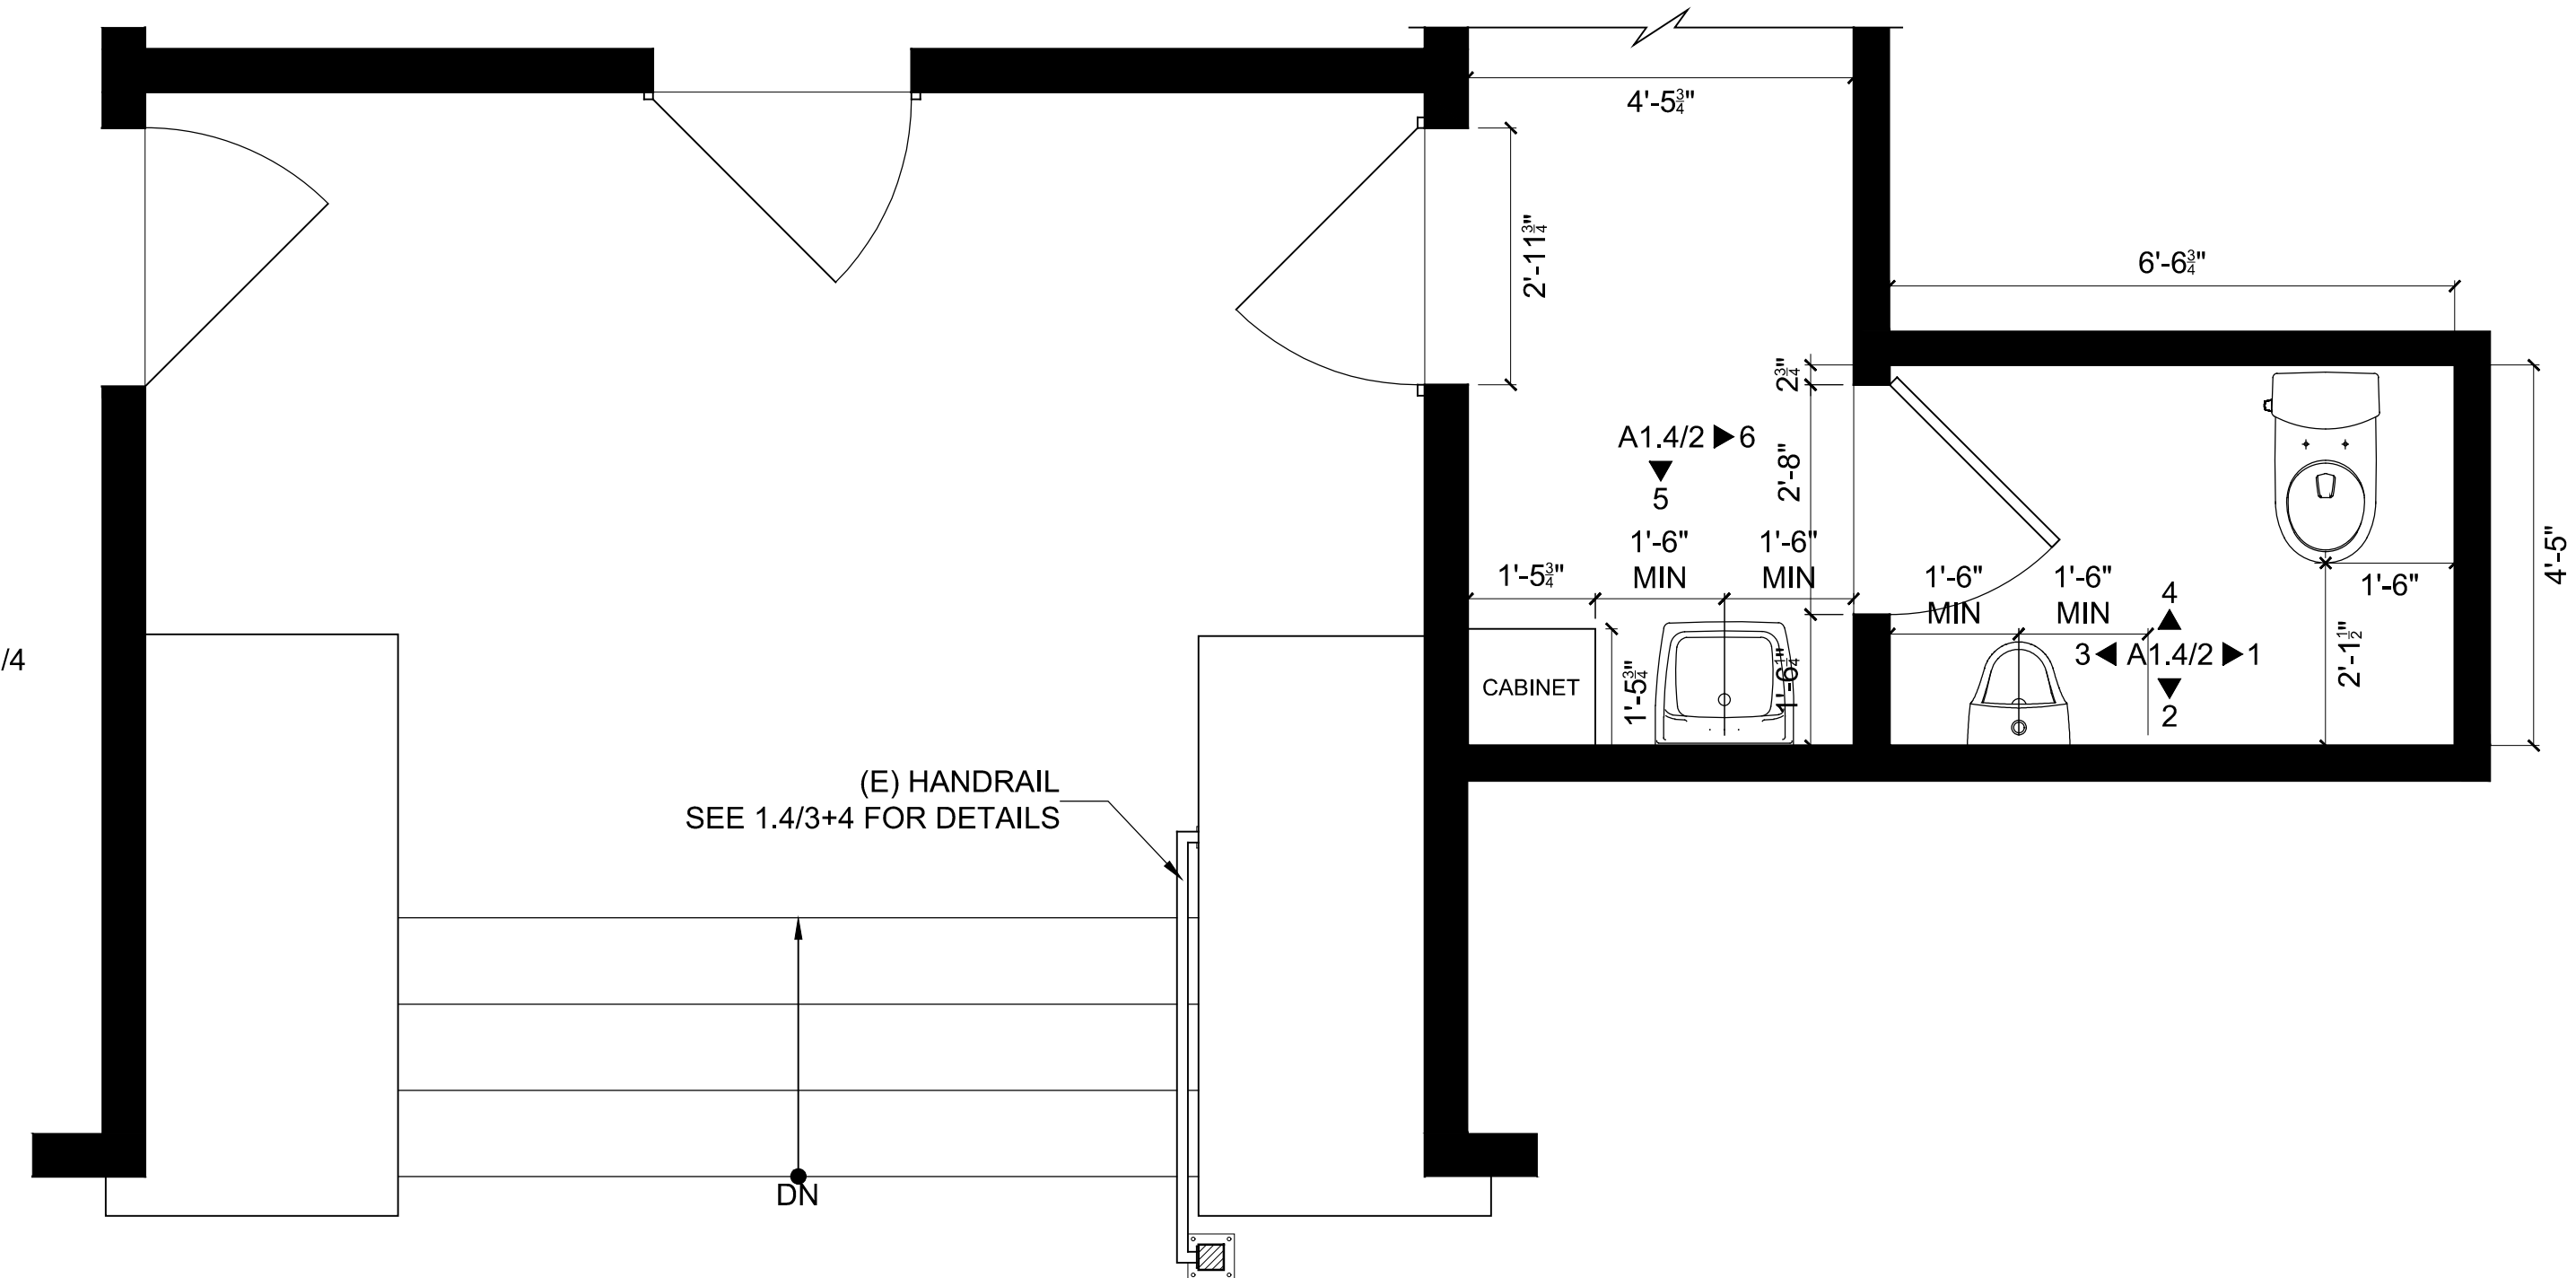 4'-5¾"
2'-11¾"
6'-6¾"
2¾"
A1.4/2 ▶ 6
▼
5
2'-8"
1'-6"
MIN
1'-6"
MIN
1'-5¾"
1'-6"
MIN
1'-6"
MIN
4
▲
3 ◀ A1.4/2 ▶ 1
▼
2
1'-6"
4'-5"
2'-1½"
/4
CABINET
1'-5¾"
1'-6¼"
(E) HANDRAIL
SEE 1.4/3+4 FOR DETAILS
DN